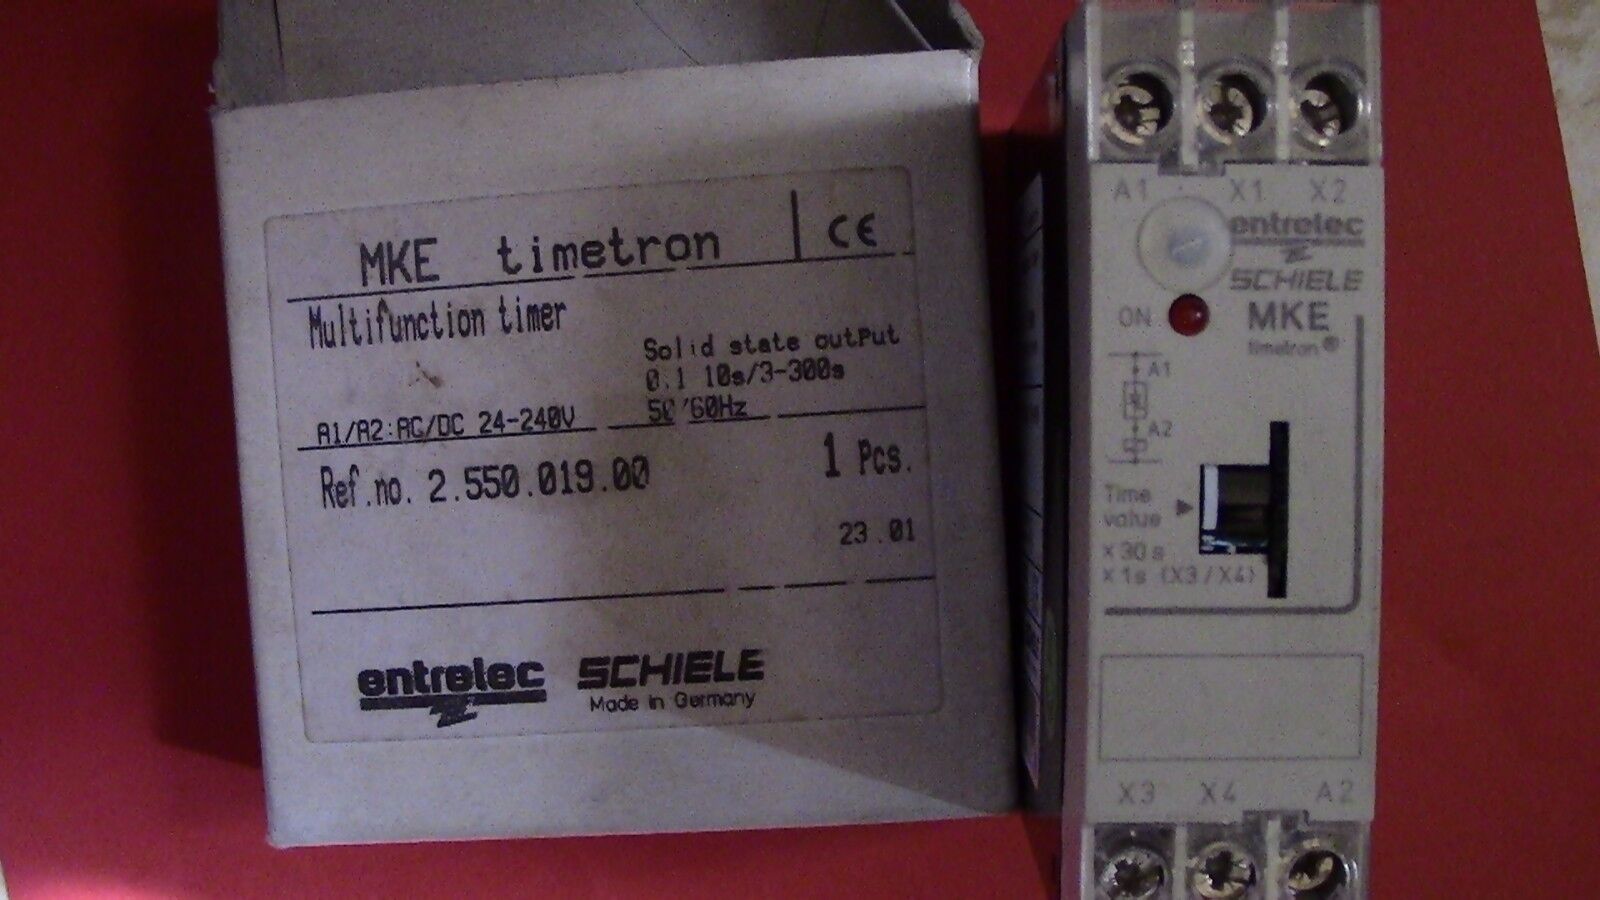 MKE timetron
CE
Multifunction timer
Solid state output
0.1 10s/3-300s
50/60Hz
A1/A2:AC/DC 24-240V
Ref.no. 2.550.019.00
1 Pcs.
23.01
entrelec SCHIELE
Made in Germany
A1 X1 X2
entrelec
SCHIELE
ON MKE
timetron®
A1
A2
Time
value
x30s
x1s (X3/X4)
X3 X4 A2